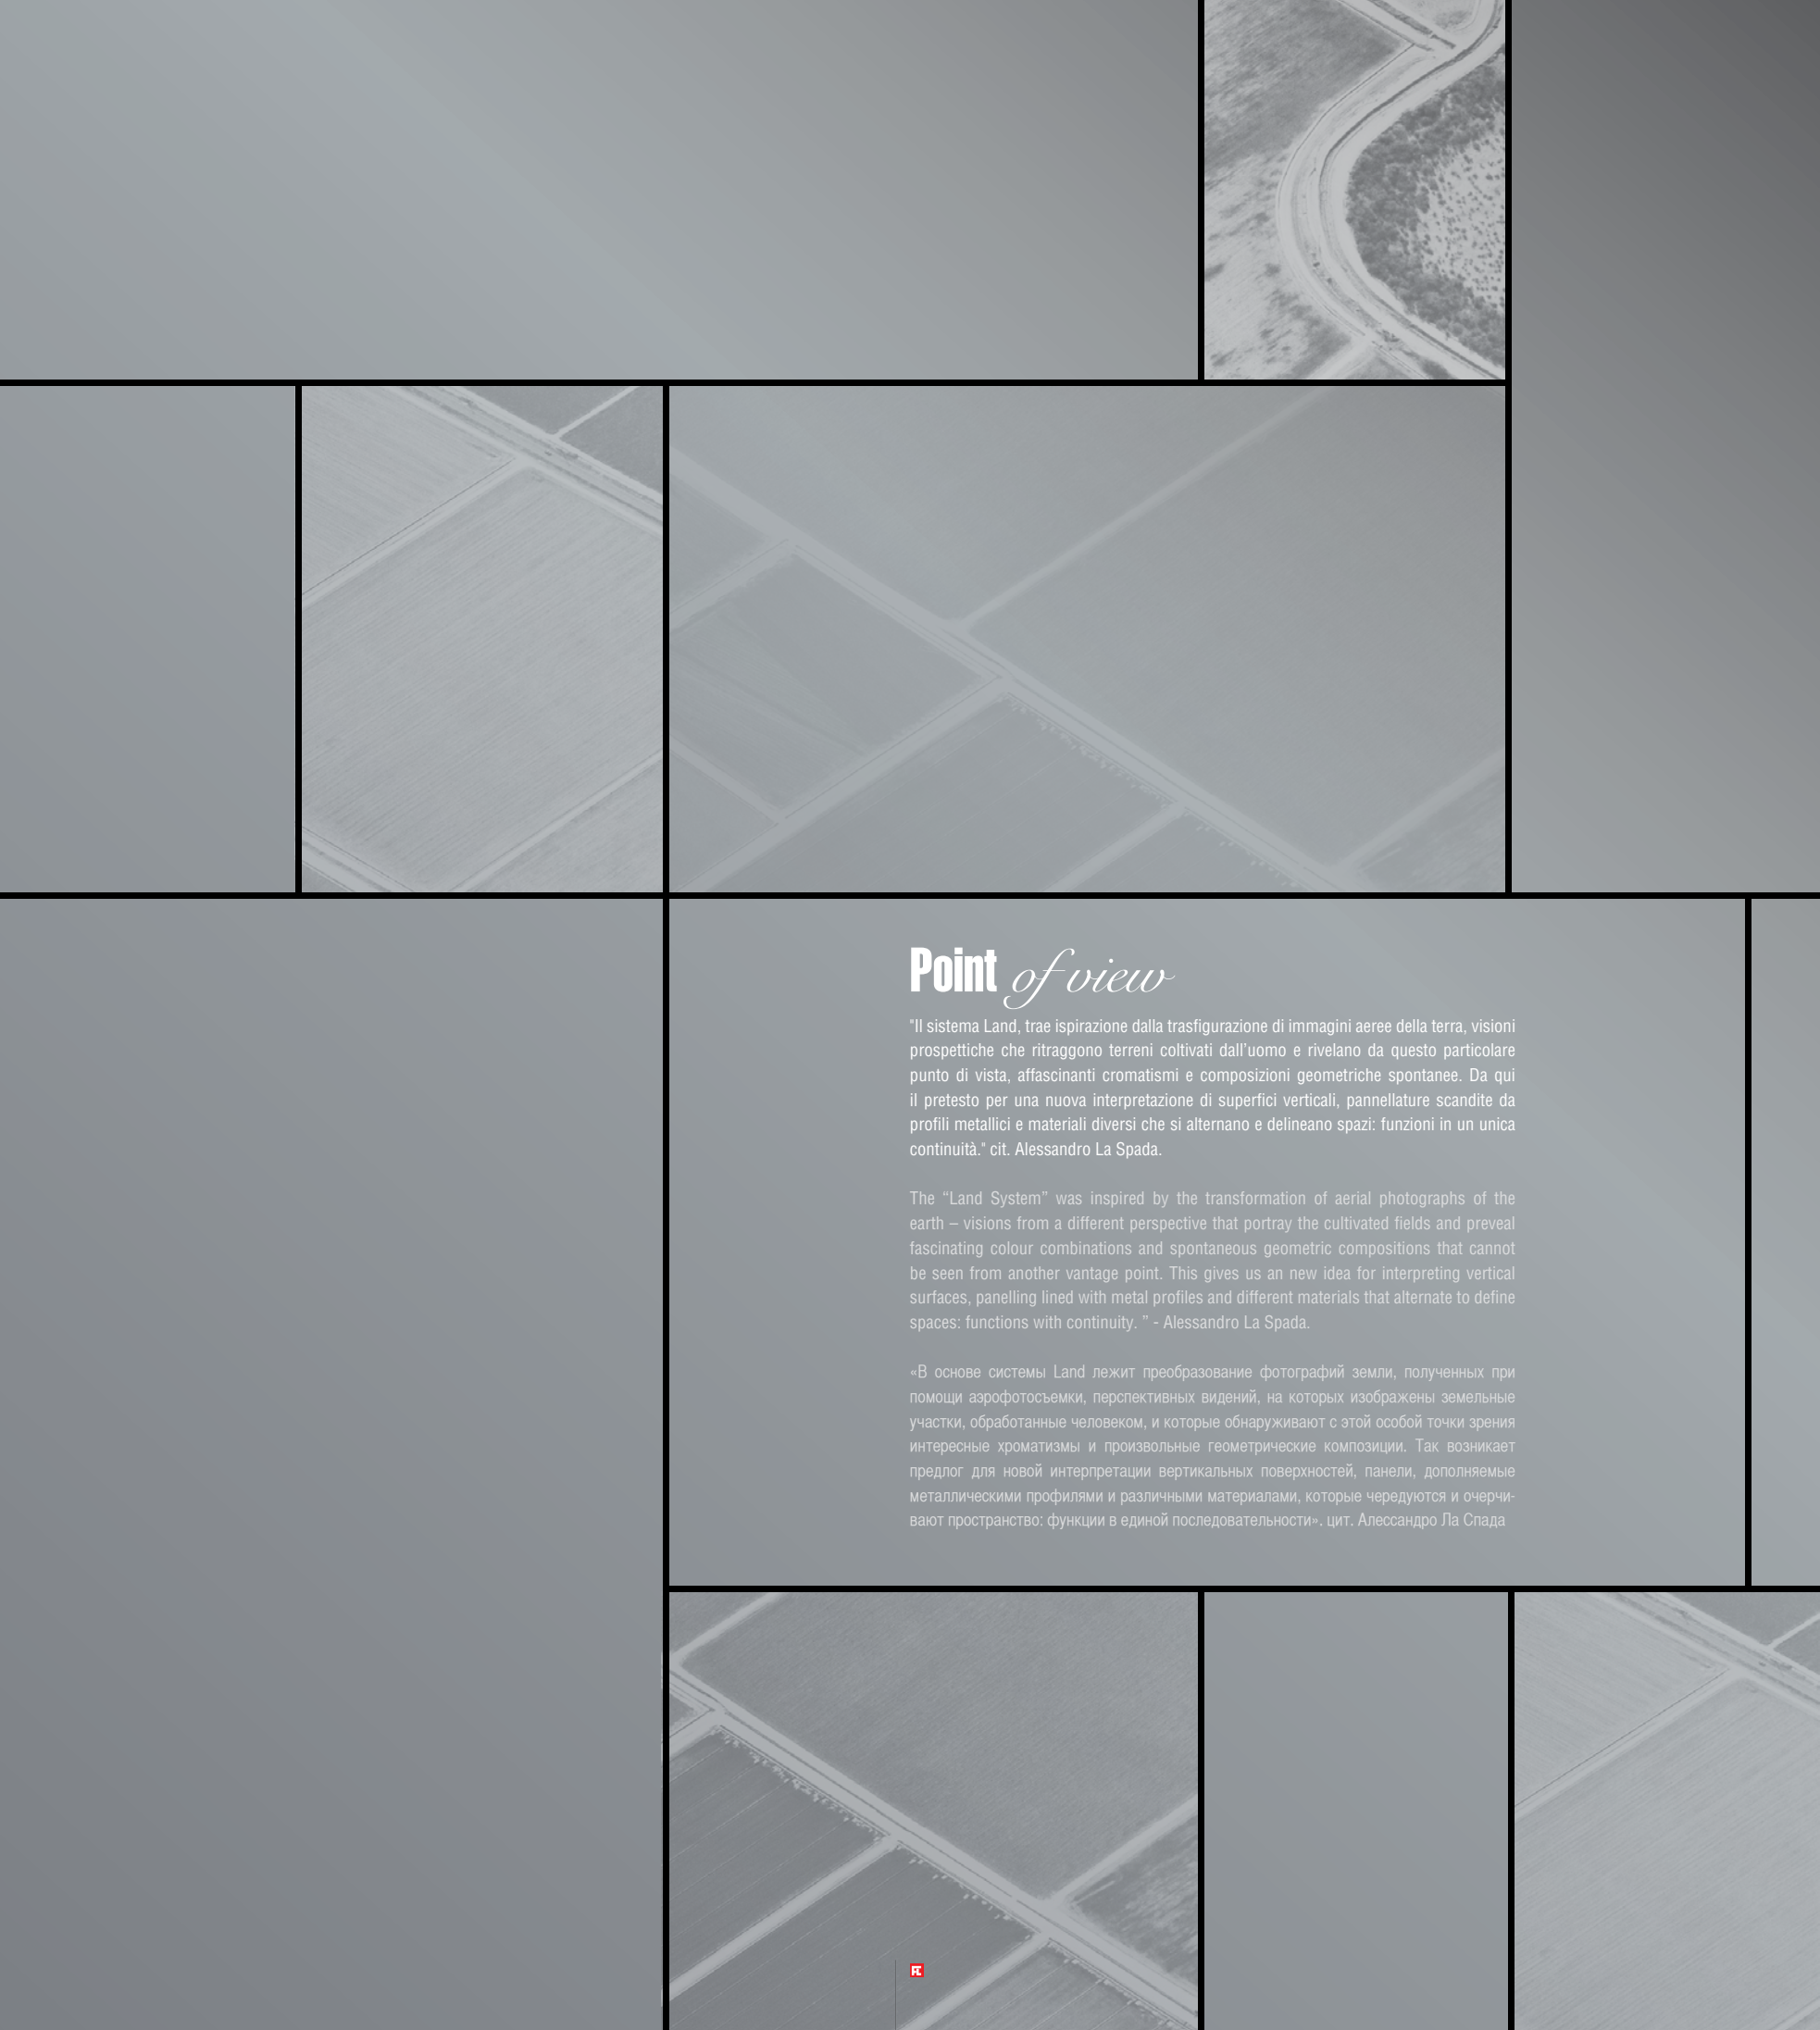 Point of view
"Il sistema Land, trae ispirazione dalla trasfigurazione di immagini aeree della terra, visioni
prospettiche che ritraggono terreni coltivati dall’uomo e rivelano da questo particolare
punto di vista, affascinanti cromatismi e composizioni geometriche spontanee. Da qui
il pretesto per una nuova interpretazione di superfici verticali, pannellature scandite da
profili metallici e materiali diversi che si alternano e delineano spazi: funzioni in un unica
continuità." cit. Alessandro La Spada.
The “Land System” was inspired by the transformation of aerial photographs of the
earth – visions from a different perspective that portray the cultivated fields and preveal
fascinating colour combinations and spontaneous geometric compositions that cannot
be seen from another vantage point. This gives us an new idea for interpreting vertical
surfaces, panelling lined with metal profiles and different materials that alternate to define
spaces: functions with continuity. ” - Alessandro La Spada.
«В основе системы Land лежит преобразование фотографий земли, полученных при
помощи аэрофотосъемки, перспективных видений, на которых изображены земельные
участки, обработанные человеком, и которые обнаруживают с этой особой точки зрения
интересные хроматизмы и произвольные геометрические композиции. Так возникает
предлог для новой интерпретации вертикальных поверхностей, панели, дополняемые
металлическими профилями и различными материалами, которые чередуются и очерчи-
вают пространство: функции в единой последовательности». цит. Алессандро Ла Спада